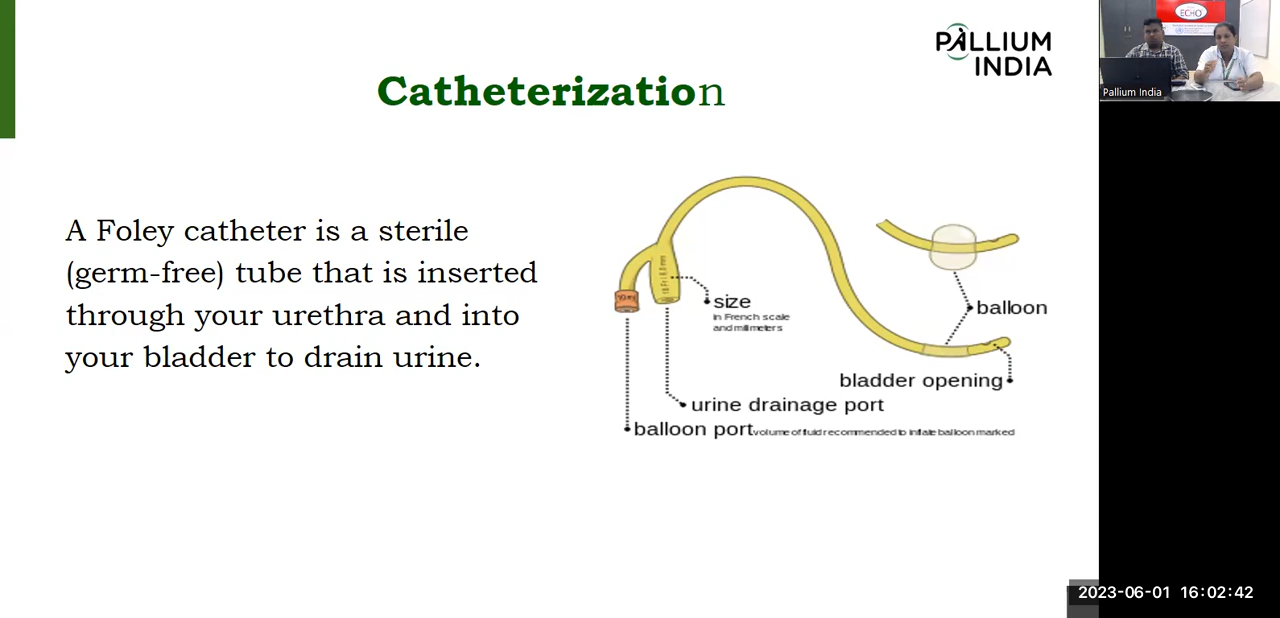 PALLIUM
INDIA
ECHO
Pallium India
Catheterization
A Foley catheter is a sterile
(germ-free) tube that is inserted
through your urethra and into
your bladder to drain urine.
size
in French scale
and millimeters
balloon
bladder opening
urine drainage port
balloon port volume of fluid recommended to inflate balloon marked
2023-06-01 16:02:42